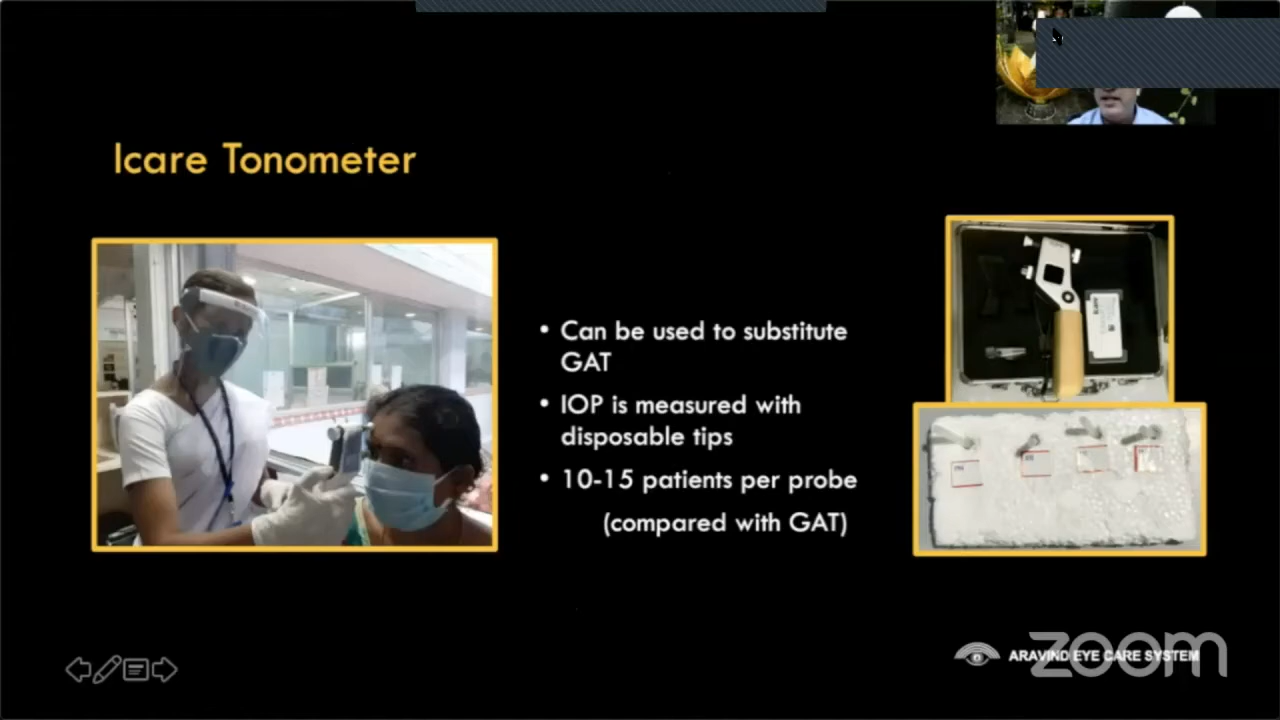 Icare Tonometer
• Can be used to substitute
GAT
• IOP is measured with
disposable tips
• 10-15 patients per probe
(compared with GAT)
ARAVIND EYE CARE SYSTEM
zoom